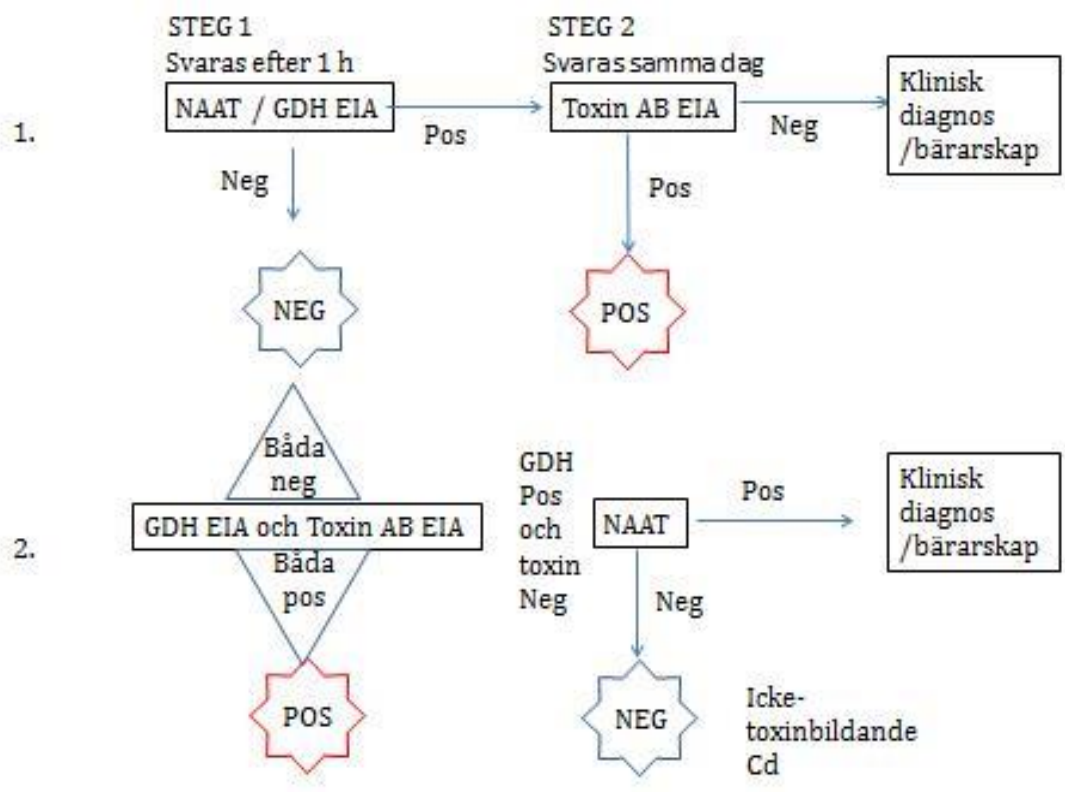 STEG 1
Svaras efter 1 h
STEG 2
Svaras samma dag
1.
NAAT / GDH EIA
Pos
Toxin AB EIA
Neg
Klinisk
diagnos
/bärarskap
Neg
Pos
NEG
POS
2.
Båda
neg
GDH EIA och Toxin AB EIA
Båda
pos
POS
GDH
Pos
och
toxin
Neg
NAAT
Pos
Klinisk
diagnos
/bärarskap
Neg
NEG
Icke-
toxinbildande
Cd